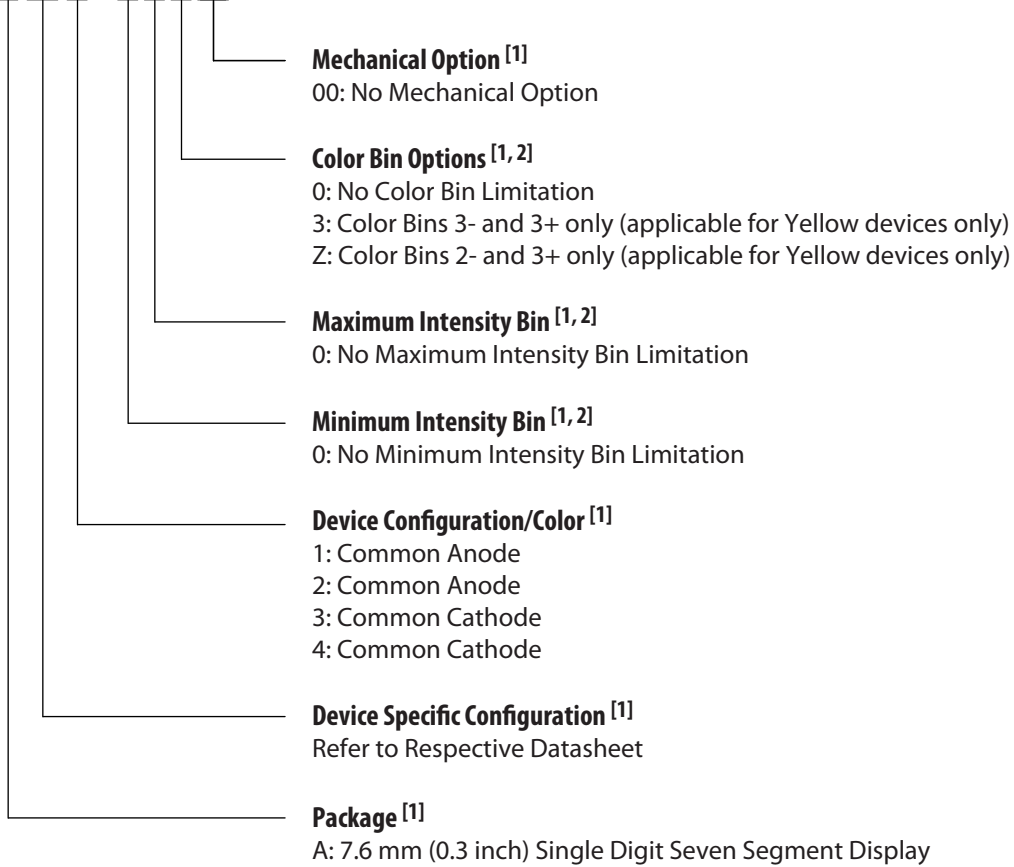 Mechanical Option [1]
00: No Mechanical Option
Color Bin Options [1, 2]
0: No Color Bin Limitation
3: Color Bins 3- and 3+ only (applicable for Yellow devices only)
Z: Color Bins 2- and 3+ only (applicable for Yellow devices only)
Maximum Intensity Bin [1, 2]
0: No Maximum Intensity Bin Limitation
Minimum Intensity Bin [1, 2]
0: No Minimum Intensity Bin Limitation
Device Configuration/Color [1]
1: Common Anode
2: Common Anode
3: Common Cathode
4: Common Cathode
Device Specific Configuration [1]
Refer to Respective Datasheet
Package [1]
A: 7.6 mm (0.3 inch) Single Digit Seven Segment Display